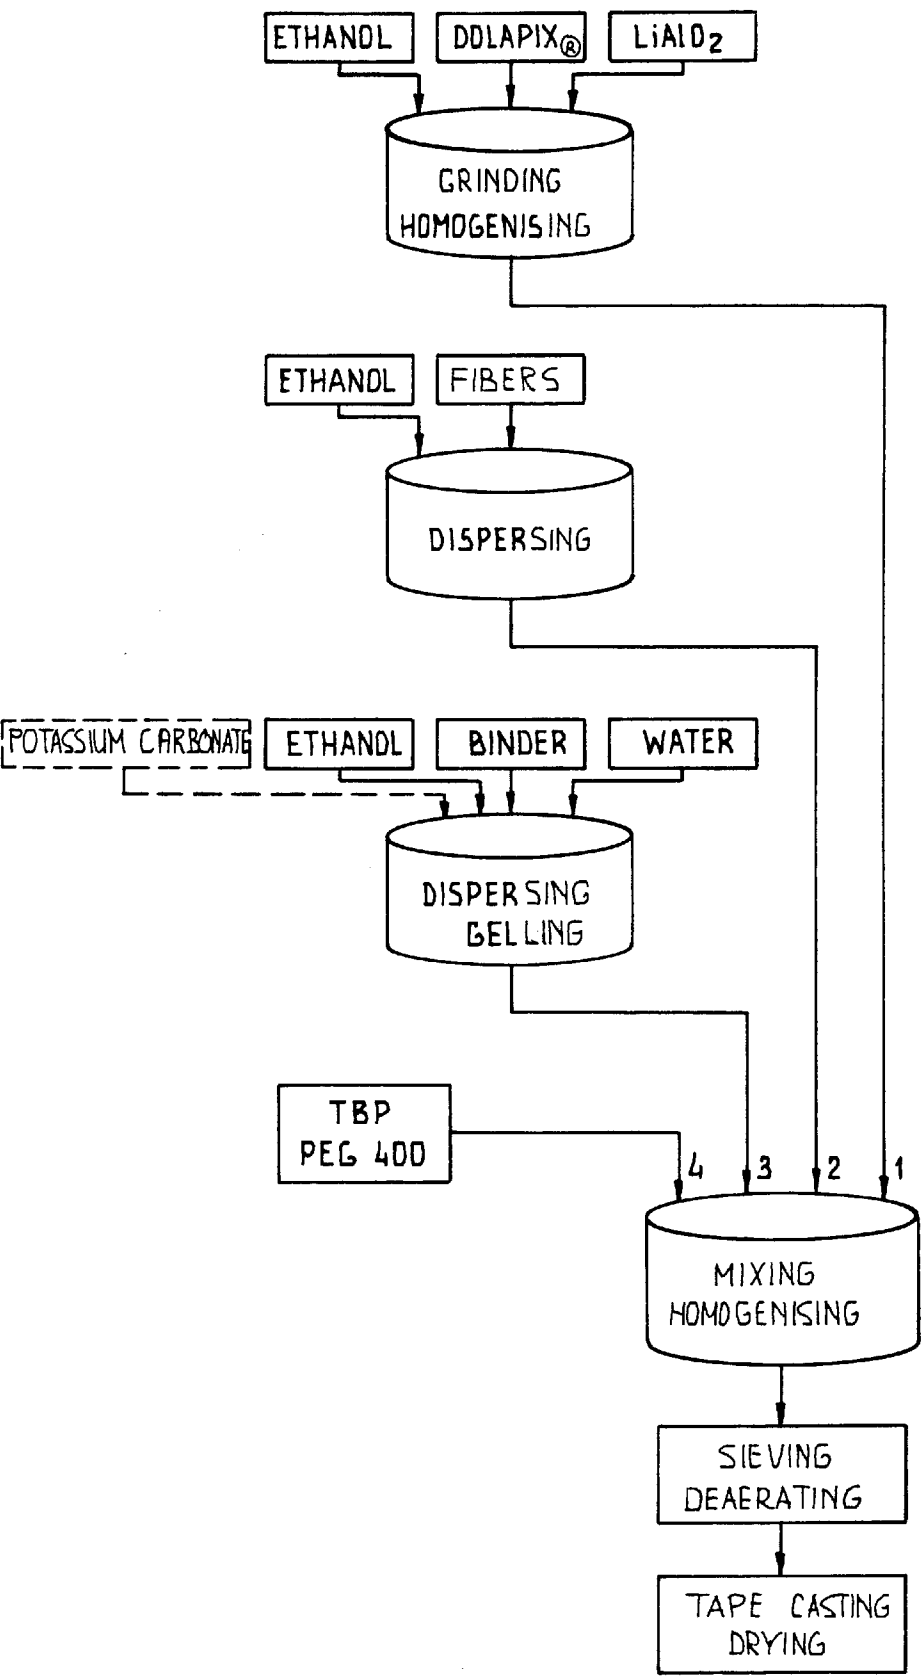 ETHANOL DOLAPIX® LiAlO2
GRINDING
HOMOGENISING
ETHANOL FIBERS
DISPERSING
POTASSIUM CARBONATE ETHANOL BINDER WATER
DISPERSING
GELLING
TBP
PEG 400
4 3 2 1
MIXING
HOMOGENISING
SIEVING
DEAERATING
TAPE CASTING
DRYING